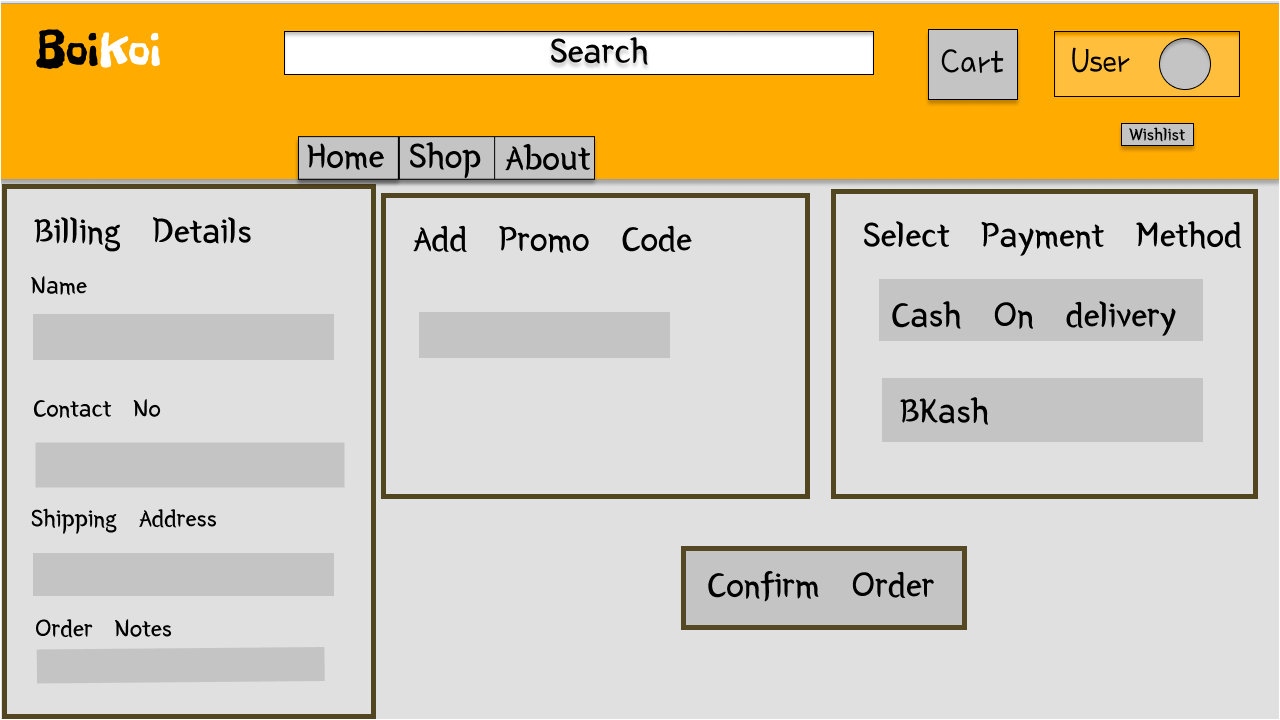 BoiKoi
Search
Cart
User
Wishlist
Home
Shop
About
Billing Details
Name
Contact No
Shipping Address
Order Notes
Add Promo Code
Select Payment Method
Cash On delivery
BKash
Confirm Order